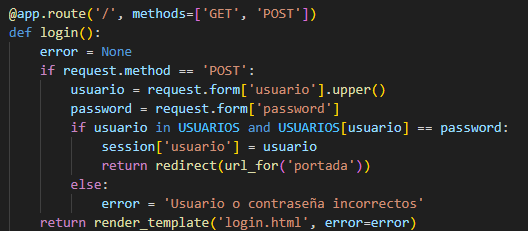 @app.route('/', methods=['GET', 'POST'])
def login():
    error = None
    if request.method == 'POST':
        usuario = request.form['usuario'].upper()
        password = request.form['password']
        if usuario in USUARIOS and USUARIOS[usuario] == password:
            session['usuario'] = usuario
            return redirect(url_for('portada'))
        else:
            error = 'Usuario o contraseña incorrectos'
    return render_template('login.html', error=error)